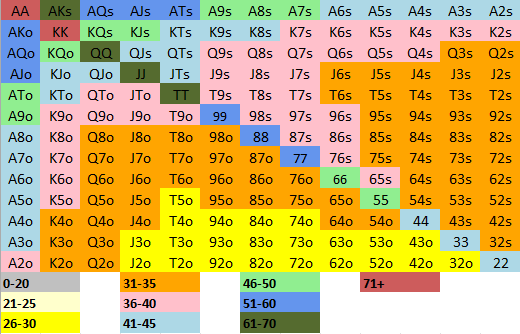 AA AKs AQs AJs ATs A9s A8s A7s A6s A5s A4s A3s A2s
AKo KK KQs KJs KTs K9s K8s K7s K6s K5s K4s K3s K2s
AQo KQo QQ QJs QTs Q9s Q8s Q7s Q6s Q5s Q4s Q3s Q2s
AJo KJo QJo JJ JTs J9s J8s J7s J6s J5s J4s J3s J2s
ATo KTo QTo JTo TT T9s T8s T7s T6s T5s T4s T3s T2s
A9o K9o Q9o J9o T9o 99 98s 97s 96s 95s 94s 93s 92s
A8o K8o Q8o J8o T8o 98o 88 87s 86s 85s 84s 83s 82s
A7o K7o Q7o J7o T7o 97o 87o 77 76s 75s 74s 73s 72s
A6o K6o Q6o J6o T6o 96o 86o 76o 66 65s 64s 63s 62s
A5o K5o Q5o J5o T5o 95o 85o 75o 65o 55 54s 53s 52s
A4o K4o Q4o J4o T4o 94o 84o 74o 64o 54o 44 43s 42s
A3o K3o Q3o J3o T3o 93o 83o 73o 63o 53o 43o 33 32s
A2o K2o Q2o J2o T2o 92o 82o 72o 62o 52o 42o 32o 22
0-20 31-35 46-50 71+
21-25 36-40 51-60
26-30 41-45 61-70